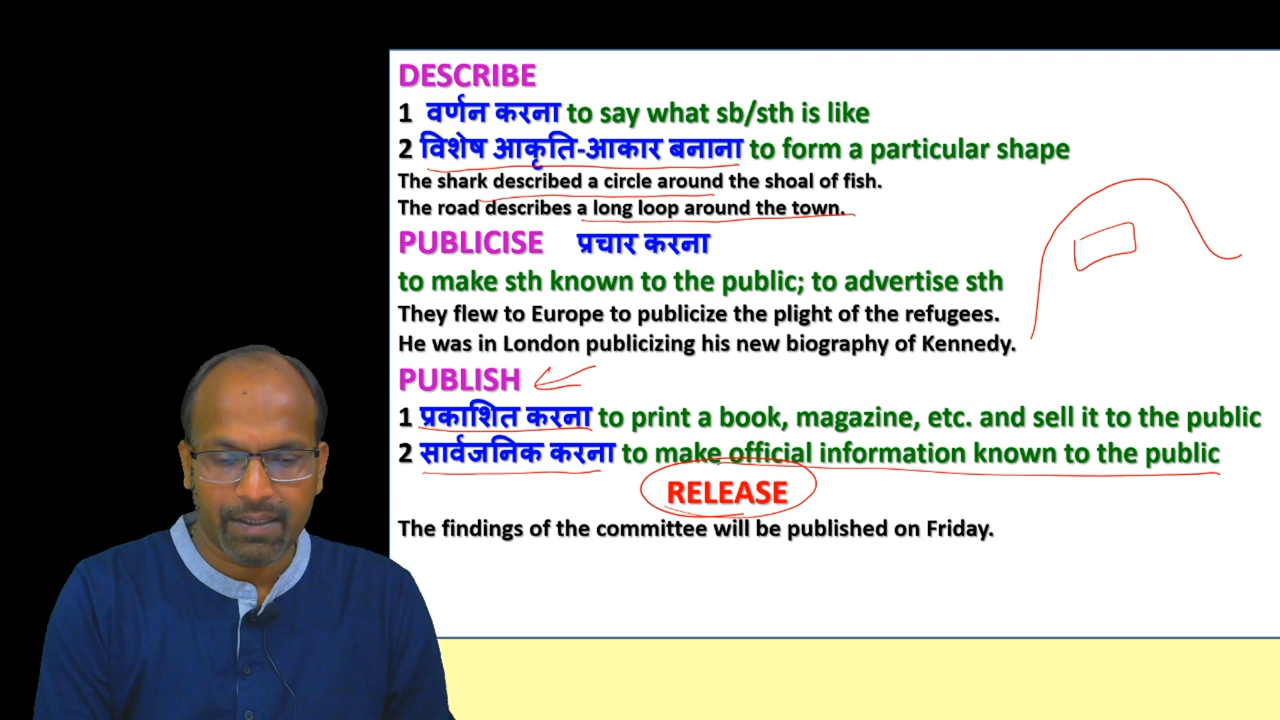 DESCRIBE
1 वर्णन करना to say what sb/sth is like
2 विशेष आकृति-आकार बनाना to form a particular shape
The shark described a circle around the shoal of fish.
The road describes a long loop around the town.
PUBLICISE प्रचार करना
to make sth known to the public; to advertise sth
They flew to Europe to publicize the plight of the refugees.
He was in London publicizing his new biography of Kennedy.
PUBLISH
1 प्रकाशित करना to print a book, magazine, etc. and sell it to the public
2 सार्वजनिक करना to make official information known to the public
RELEASE
The findings of the committee will be published on Friday.